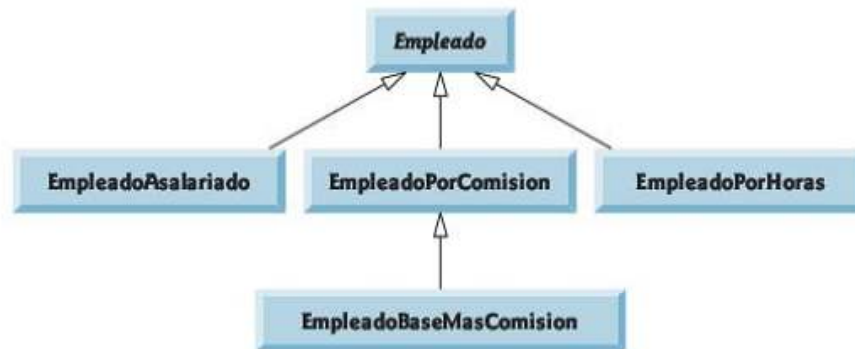 Empleado
EmpleadoAsalariado
EmpleadoPorComision
EmpleadoPorHoras
EmpleadoBaseMasComision